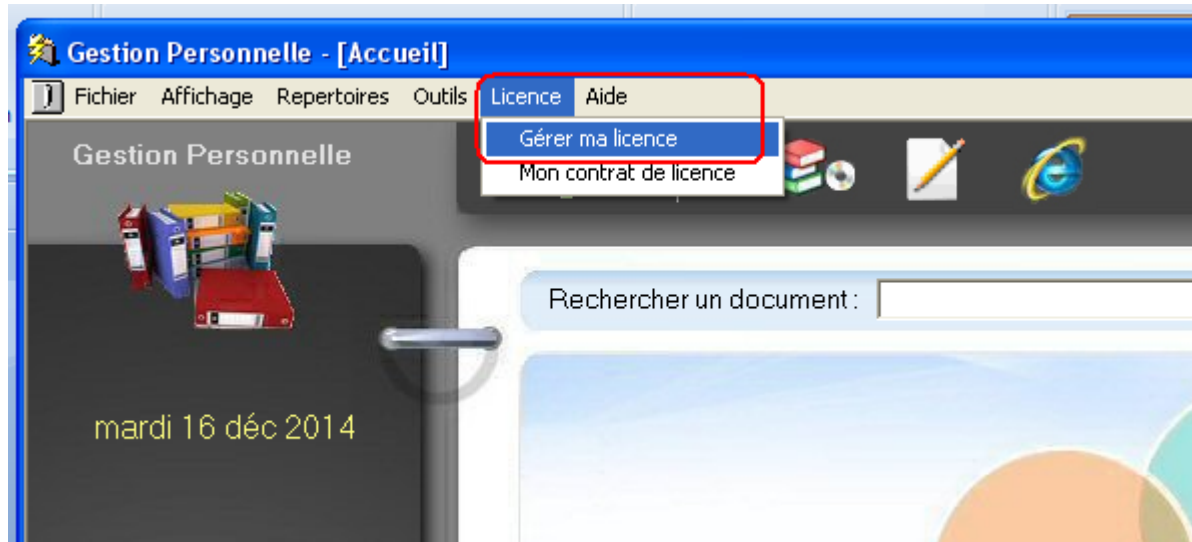 Gestion Personnelle - [Accueil]
Fichier Affichage Repertoires Outils Licence Aide
Gérer ma licence
Mon contrat de licence
Gestion Personnelle
Rechercher un document :
mardi 16 déc 2014